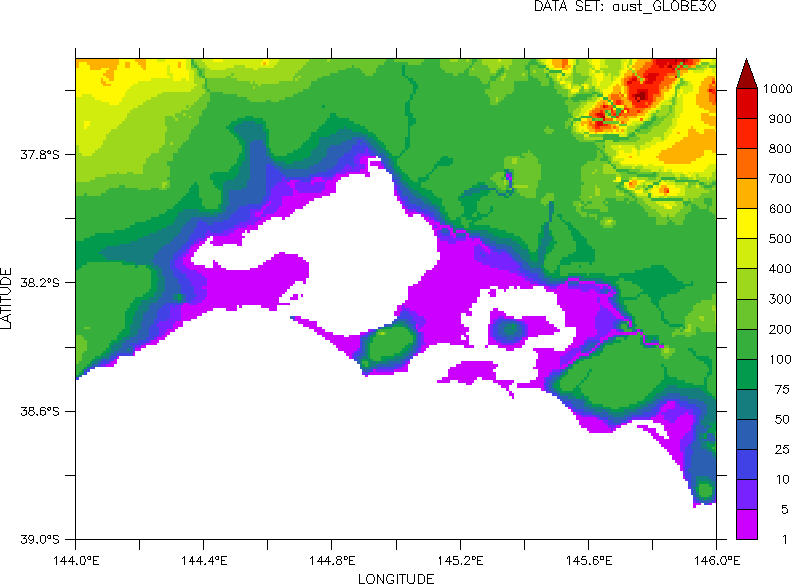 DATA SET: aust_GLOBE30
37.8°S
38.2°S
38.6°S
39.0°S
LATITUDE
144.0°E 144.4°E 144.8°E 145.2°E 145.6°E 146.0°E
LONGITUDE
1000
900
800
700
600
500
400
300
200
100
75
50
25
10
5
1